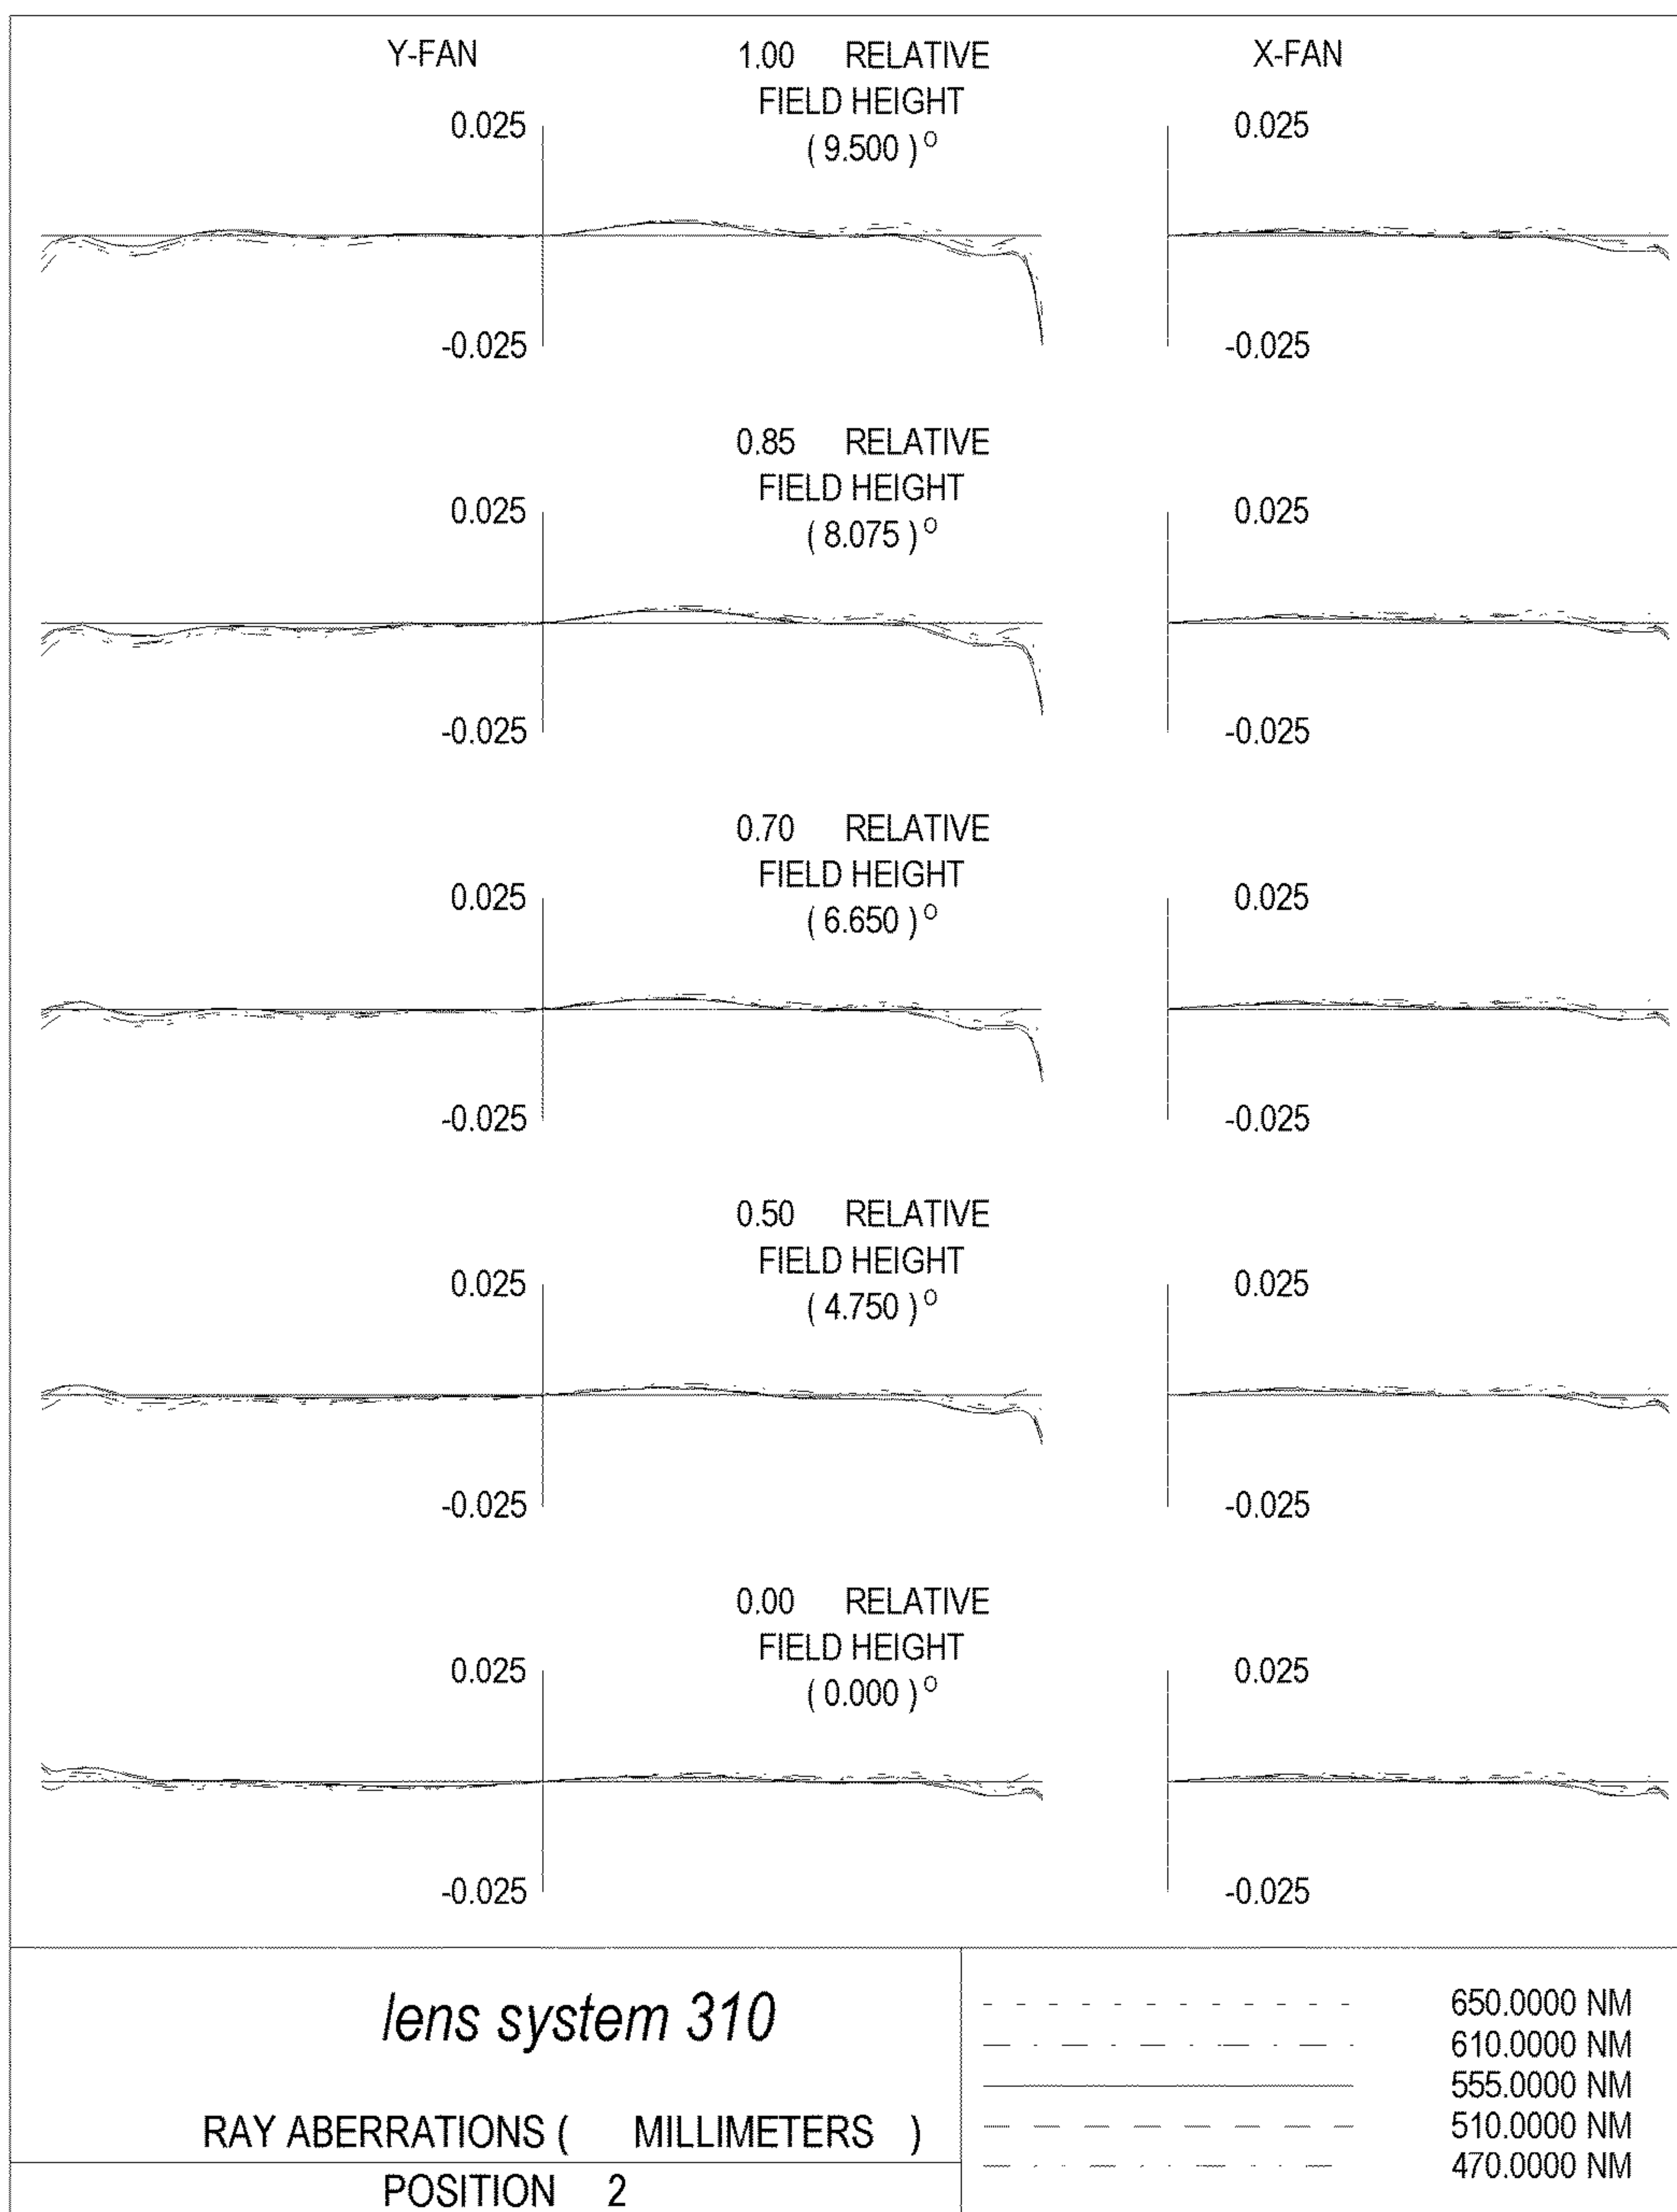 Y-FAN 1.00 RELATIVE X-FAN
FIELD HEIGHT
0.025 ( 9.500 )° 0.025
-0.025 -0.025
0.85 RELATIVE
FIELD HEIGHT
0.025 ( 8.075 )° 0.025
-0.025 -0.025
0.70 RELATIVE
FIELD HEIGHT
0.025 ( 6.650 )° 0.025
-0.025 -0.025
0.50 RELATIVE
FIELD HEIGHT
0.025 ( 4.750 )° 0.025
-0.025 -0.025
0.00 RELATIVE
FIELD HEIGHT
0.025 ( 0.000 )° 0.025
-0.025 -0.025
lens system 310
RAY ABERRATIONS ( MILLIMETERS )
POSITION 2
650.0000 NM
610.0000 NM
555.0000 NM
510.0000 NM
470.0000 NM